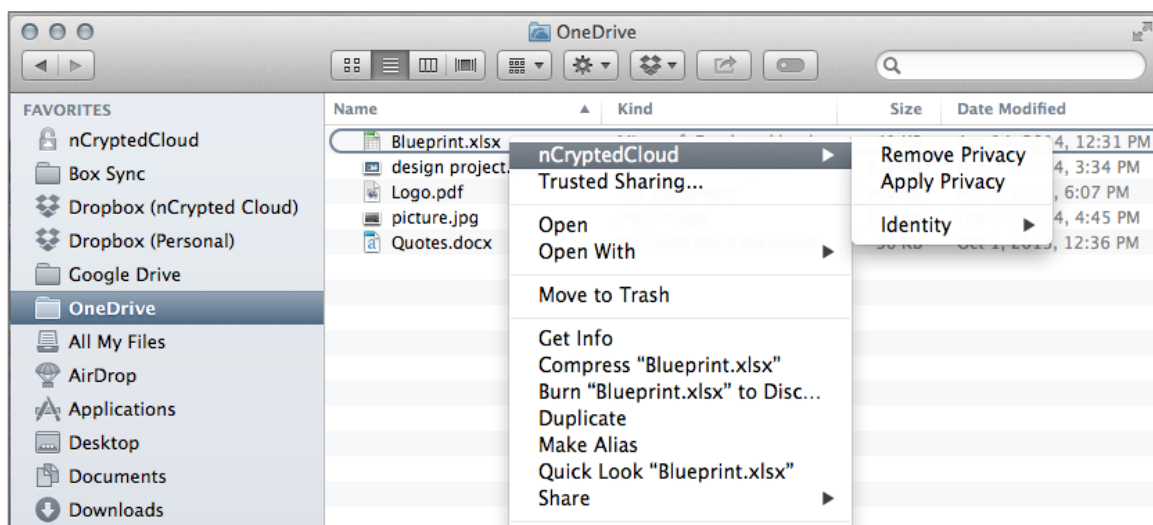 OneDrive
FAVORITES
nCryptedCloud
Box Sync
Dropbox (nCrypted Cloud)
Dropbox (Personal)
Google Drive
OneDrive
All My Files
AirDrop
Applications
Desktop
Documents
Downloads
Name Kind Size Date Modified
Blueprint.xlsx 4, 12:31 PM
design project. 4, 3:34 PM
Logo.pdf , 6:07 PM
picture.jpg 4, 4:45 PM
Quotes.docx 12:36 PM
nCryptedCloud
Trusted Sharing...
Open
Open With
Move to Trash
Get Info
Compress “Blueprint.xlsx”
Burn “Blueprint.xlsx” to Disc...
Duplicate
Make Alias
Quick Look “Blueprint.xlsx”
Share
Remove Privacy
Apply Privacy
Identity